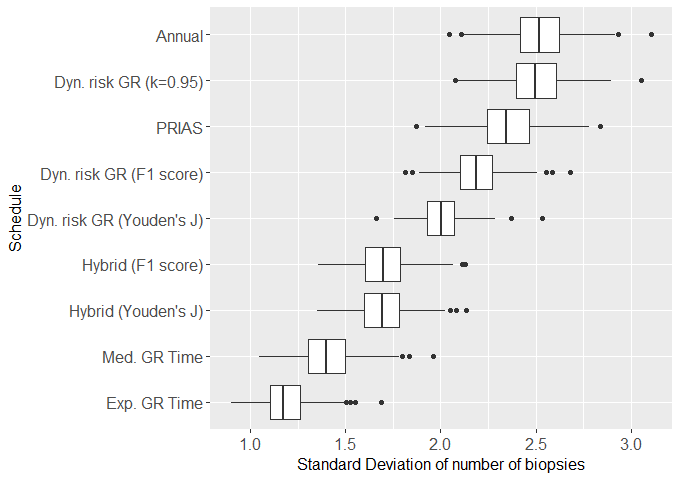 Schedule
Annual
Dyn. risk GR (k=0.95)
PRIAS
Dyn. risk GR (F1 score)
Dyn. risk GR (Youden's J)
Hybrid (F1 score)
Hybrid (Youden's J)
Med. GR Time
Exp. GR Time
1.0 1.5 2.0 2.5 3.0
Standard Deviation of number of biopsies